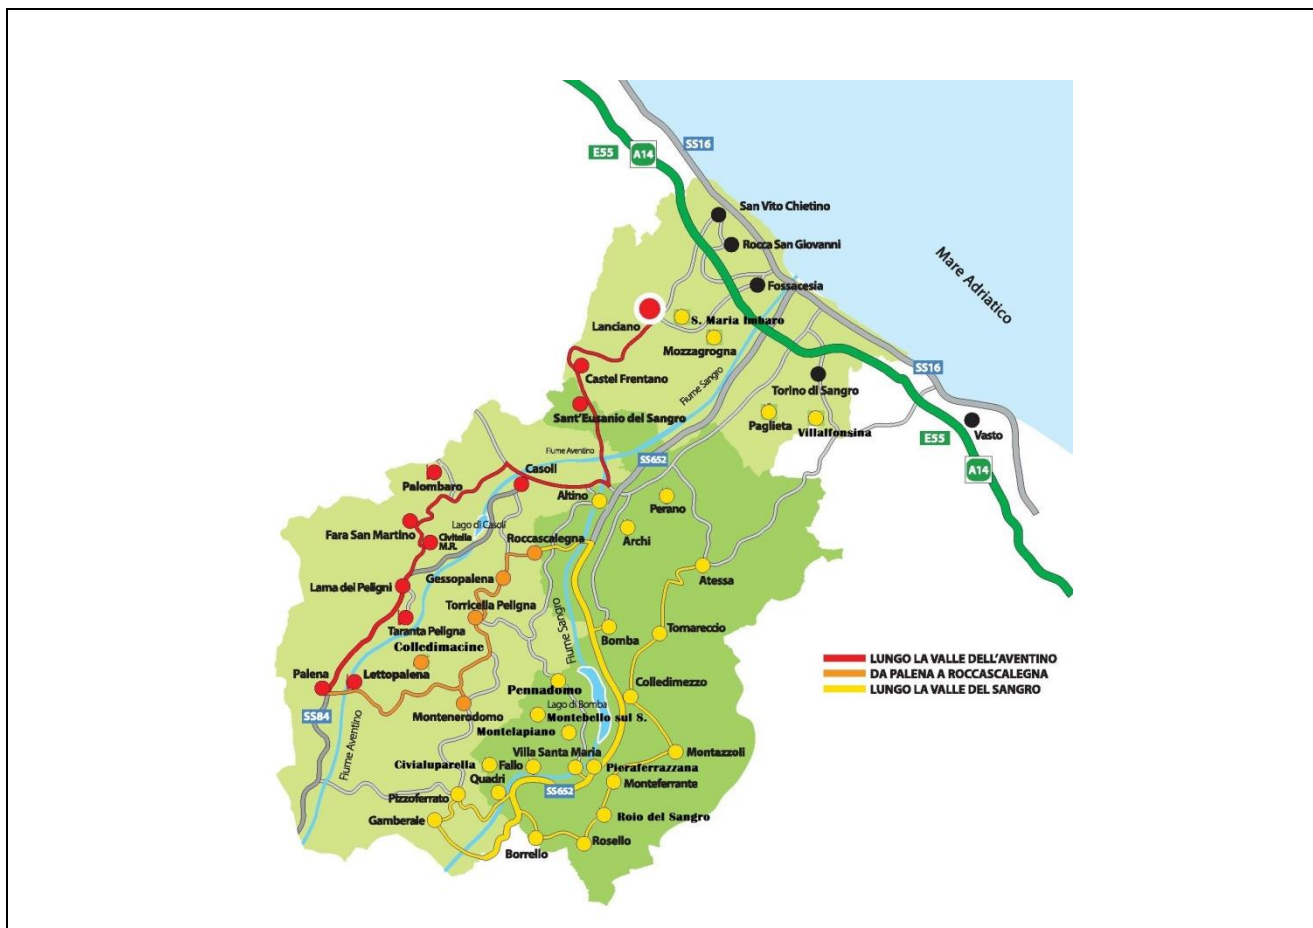 SS16
E55
A14
San Vito Chietino
Rocca San Giovanni
Mare Adriatico
Fossacesia
Lanciano
S. Maria Imbaro
Mozzagrogna
Castel Frentano
Fiume Sangro
SS16
Torino di Sangro
Sant'Eusanio del Sangro
Paglieta
Villalfonsina
Vasto
E55
A14
Fiume Aventino
SS652
Casoli
Palombaro
Altino
Perano
Lago di Casoli
Fara San Martino
Civitella
M.R.
Roccascalegna
Archi
Gessopalena
Atessa
Lama dei Peligni
Torricella Peligna
Taranta Peligna
Fiume Sangro
Bomba
Tornareccio
Colledimacine
LUNGO LA VALLE DELL'AVENTINO
DA PALENA A ROCCASCALEGNA
LUNGO LA VALLE DEL SANGRO
Palena
Lettopalena
Pennadomo
Colledimezzo
Lago di Bomba
SS84
Montenerodomo
Montebello sul S.
Montelapiano
Fiume Aventino
Villa Santa Maria
Montazzoli
Civialuparella
Fallo
Pieraferrazzana
Quadri
Monteferrante
SS652
Pizzoferrato
Gamberale
Roio del Sangro
Borrello
Rosello